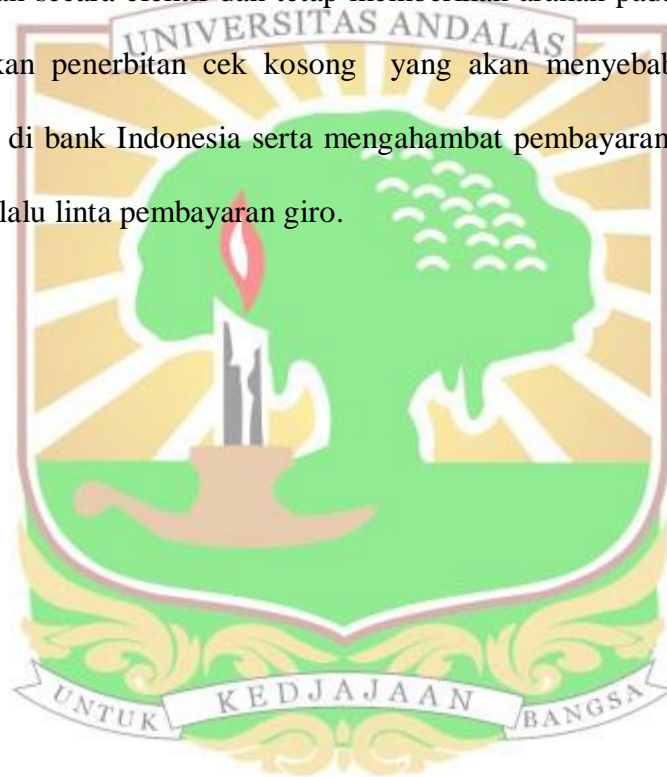 UNIVERSITAS ANDALAS
kan penerbitan cek kosong yang akan menyebab
di bank Indonesia serta mengahambat pembayaran
lalu linta pembayaran giro.
UNTUK KEDJAJAAN BANGSA